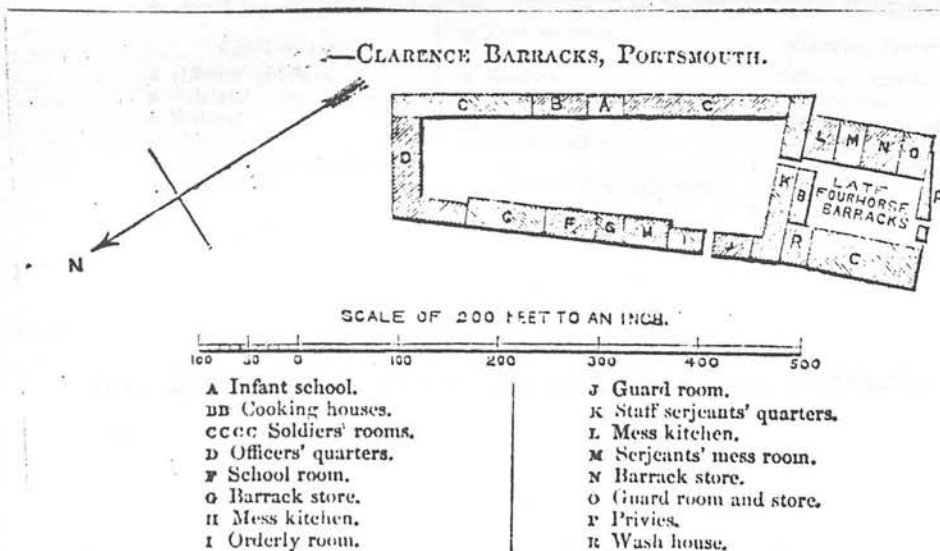 :—CLARENCE BARRACKS, PORTSMOUTH.
C B A C
L M N O
D
K B
LATE
FOURHORSE
BARRACKS
P
C F G H I J
R C
N
SCALE OF 200 FEET TO AN INCH.
100 50 0 100 200 300 400 500
A Infant school.
BB Cooking houses.
CCCC Soldiers' rooms.
D Officers' quarters.
F School room.
G Barrack store.
H Mess kitchen.
I Orderly room.
J Guard room.
K Staff serjeants' quarters.
L Mess kitchen.
M Serjeants' mess room.
N Barrack store.
O Guard room and store.
P Privies.
R Wash house.